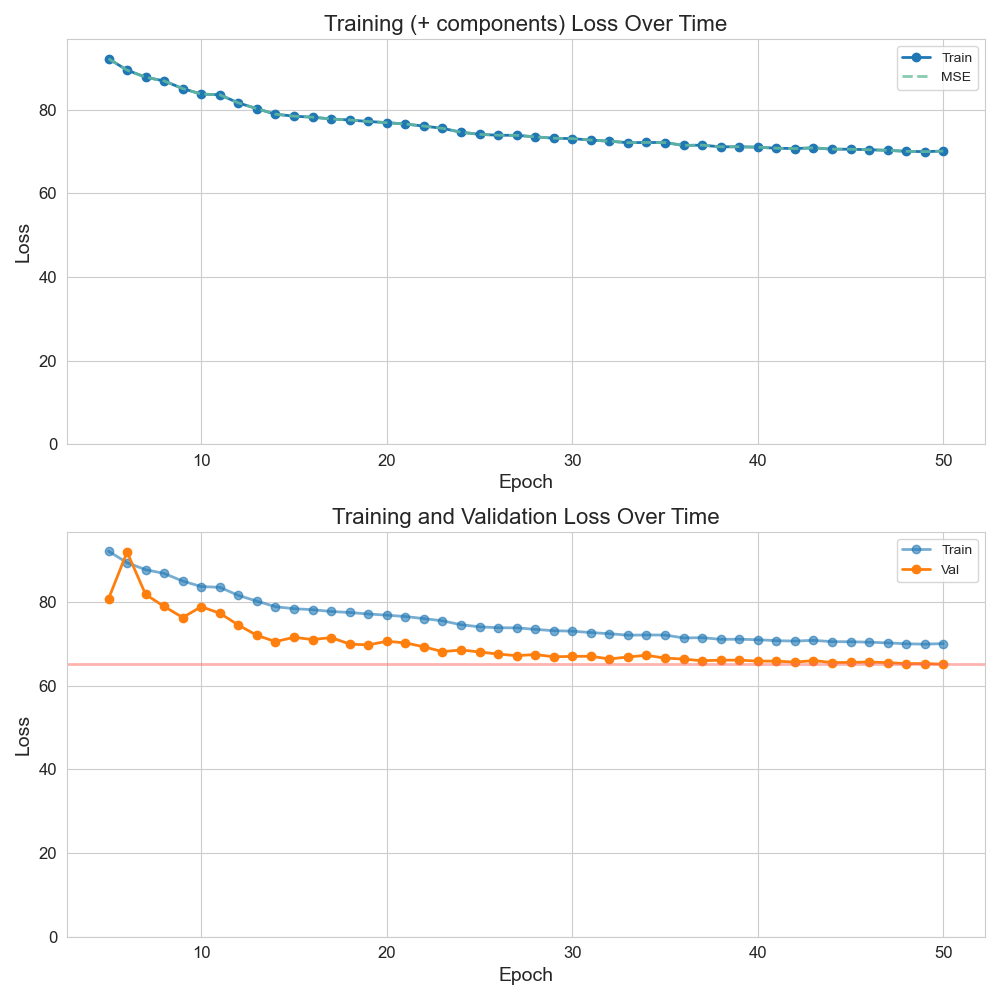 Training (+ components) Loss Over Time
Train
MSE
80
60
40
20
0
Loss
10 20 30 40 50
Epoch
Training and Validation Loss Over Time
Train
Val
80
60
40
20
0
Loss
10 20 30 40 50
Epoch